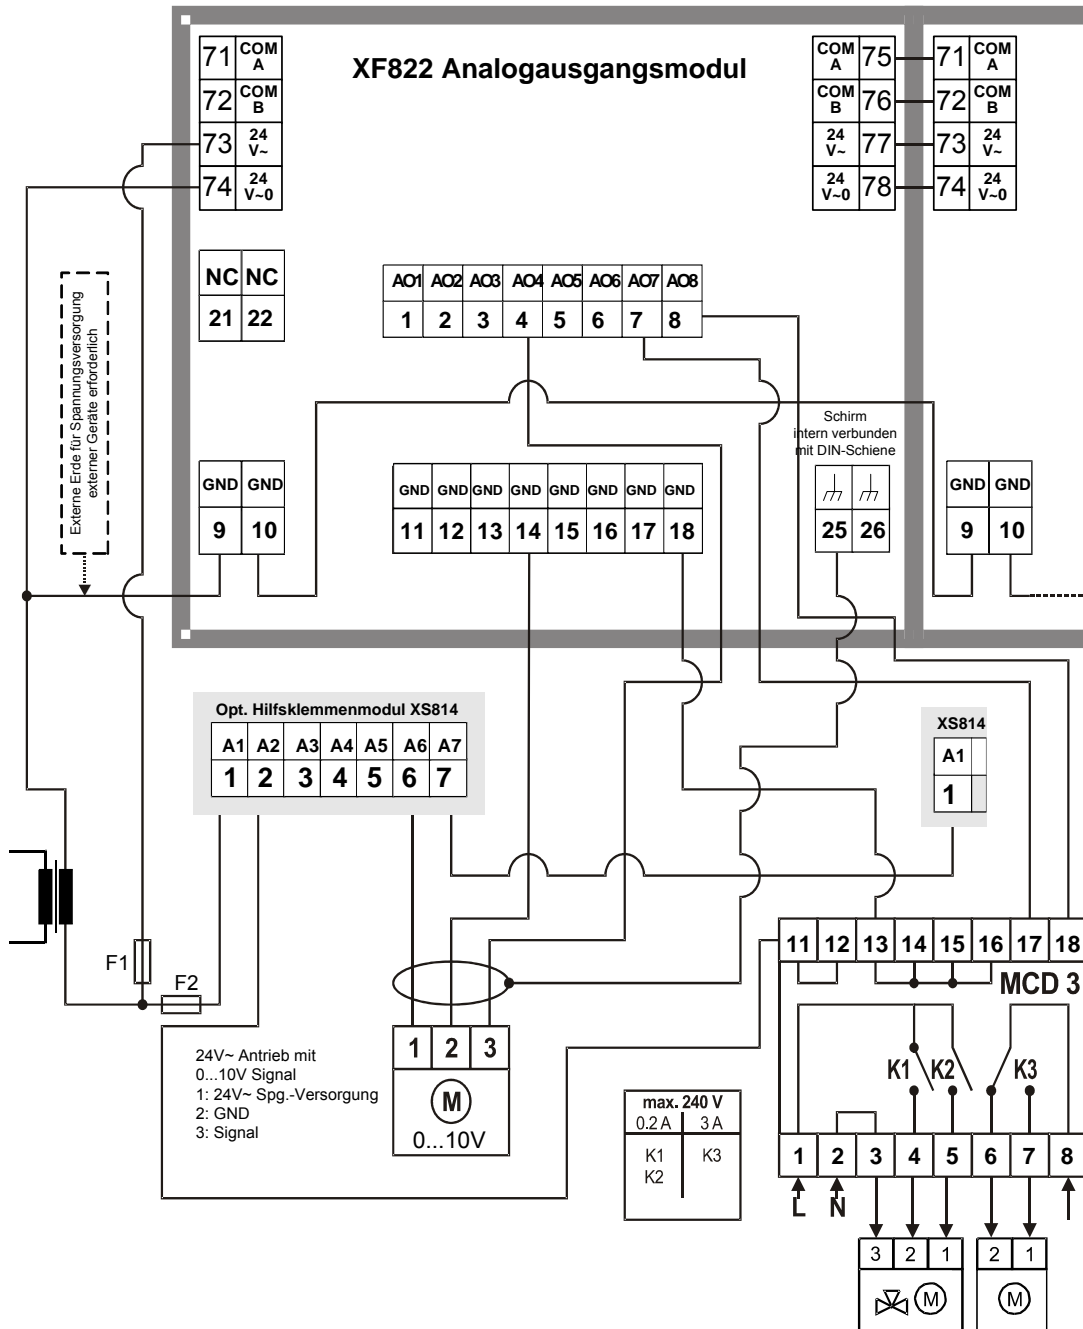 XF822 Analogausgangsmodul
71 COM A
72 COM B
73 24 V~
74 24 V~0
COM A 75
COM B 76
24 V~ 77
24 V~0 78
71 COM A
72 COM B
73 24 V~
74 24 V~0
NC NC
21 22
AO1 AO2 AO3 AO4 AO5 AO6 AO7 AO8
1 2 3 4 5 6 7 8
Externe Erde für Spannungsversorgung
externer Geräte erforderlich
Schirm
intern verbunden
mit DIN-Schiene
GND GND
9 10
GND GND GND GND GND GND GND GND
11 12 13 14 15 16 17 18
25 26
GND GND
9 10
Opt. Hilfsklemmenmodul XS814
A1 A2 A3 A4 A5 A6 A7
1 2 3 4 5 6 7
XS814
A1
1
F1
F2
11 12 13 14 15 16 17 18
MCD 3
K1 K2 K3
1 2 3 4 5 6 7 8
L N
24V~ Antrieb mit
0...10V Signal
1: 24V~ Spg.-Versorgung
2: GND
3: Signal
1 2 3
M
0...10V
max. 240 V
0.2 A 3 A
K1 K3
K2
3 2 1
M
2 1
M